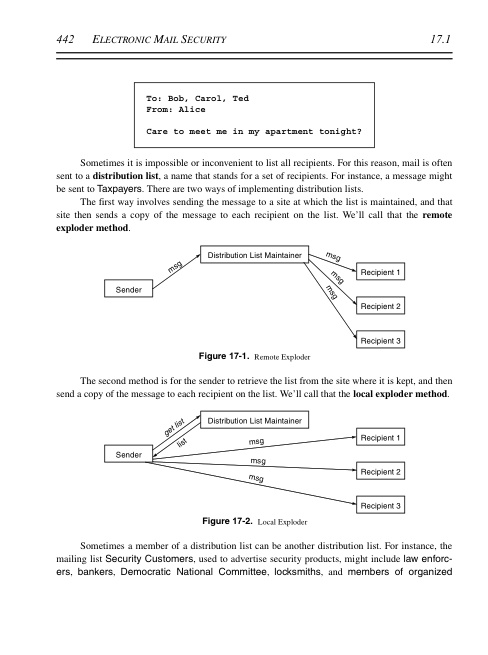 442 ELECTRONIC MAIL SECURITY 17.1
To: Bob, Carol, Ted
From: Alice
Care to meet me in my apartment tonight?
Sometimes it is impossible or inconvenient to list all recipients. For this reason, mail is often
sent to a distribution list, a name that stands for a set of recipients. For instance, a message might
be sent to Taxpayers. There are two ways of implementing distribution lists.
The first way involves sending the message to a site at which the list is maintained, and that
site then sends a copy of the message to each recipient on the list. We'll call that the remote
exploder method.
Distribution List Maintainer
msg
msg
Recipient 1
Sender
msg
Recipient 2
msg
Recipient 3
Figure 17-1. Remote Exploder
The second method is for the sender to retrieve the list from the site where it is kept, and then
send a copy of the message to each recipient on the list. We'll call that the local exploder method.
Distribution List Maintainer
get list
list
Sender
msg
Recipient 1
msg
Recipient 2
msg
Recipient 3
Figure 17-2. Local Exploder
Sometimes a member of a distribution list can be another distribution list. For instance, the
mailing list Security Customers, used to advertise security products, might include law enforc-
ers, bankers, Democratic National Committee, locksmiths, and members of organized